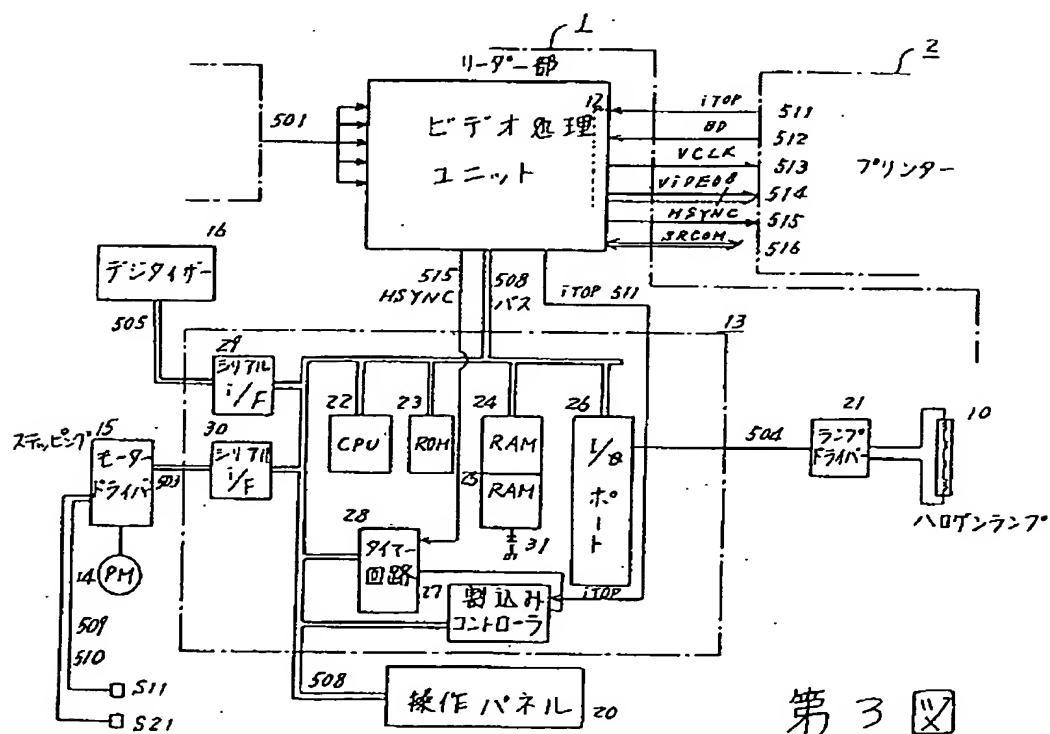 1
2
リーダー部
501
ビデオ処理
ユニット
12
iTOP
511
BD
512
VCLK
513
ViDEO8
514
HSYNC
515
SRCOM
516
プリンター
16
デジタイザー
505
515
HSYNC
508
バス
iTOP 511
13
29
シリアル
i/F
30
シリアル
i/F
503
ステッピング
15
モーター
ドライバー
14
PM
509
510
S11
S21
22
CPU
23
ROM
24
RAM
25
RAM
31
26
I/O
ポート
504
21
ランプ
ドライバー
10
ハロゲンランプ
28
タイマー
回路
27
割込み
コントローラ
iTOP
508
操作パネル
20
第3図